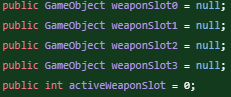 public GameObject weaponSlot0 = null;
public GameObject weaponSlot1 = null;
public GameObject weaponSlot2 = null;
public GameObject weaponSlot3 = null;
public int activeWeaponSlot = 0;